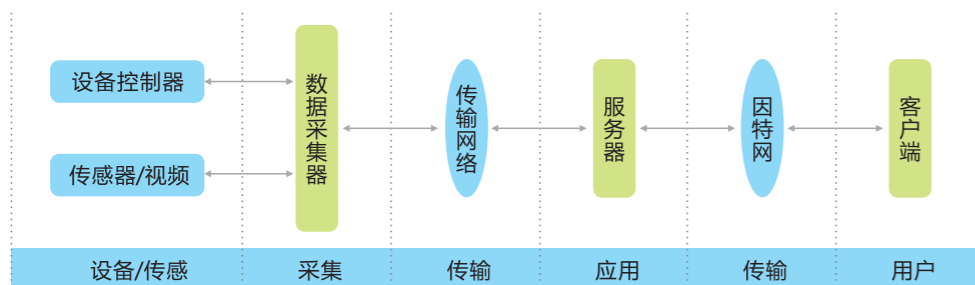 设备控制器
传感器/视频
数据采集器
传输网络
服务器
因特网
客户端
设备/传感
采集
传输
应用
传输
用户